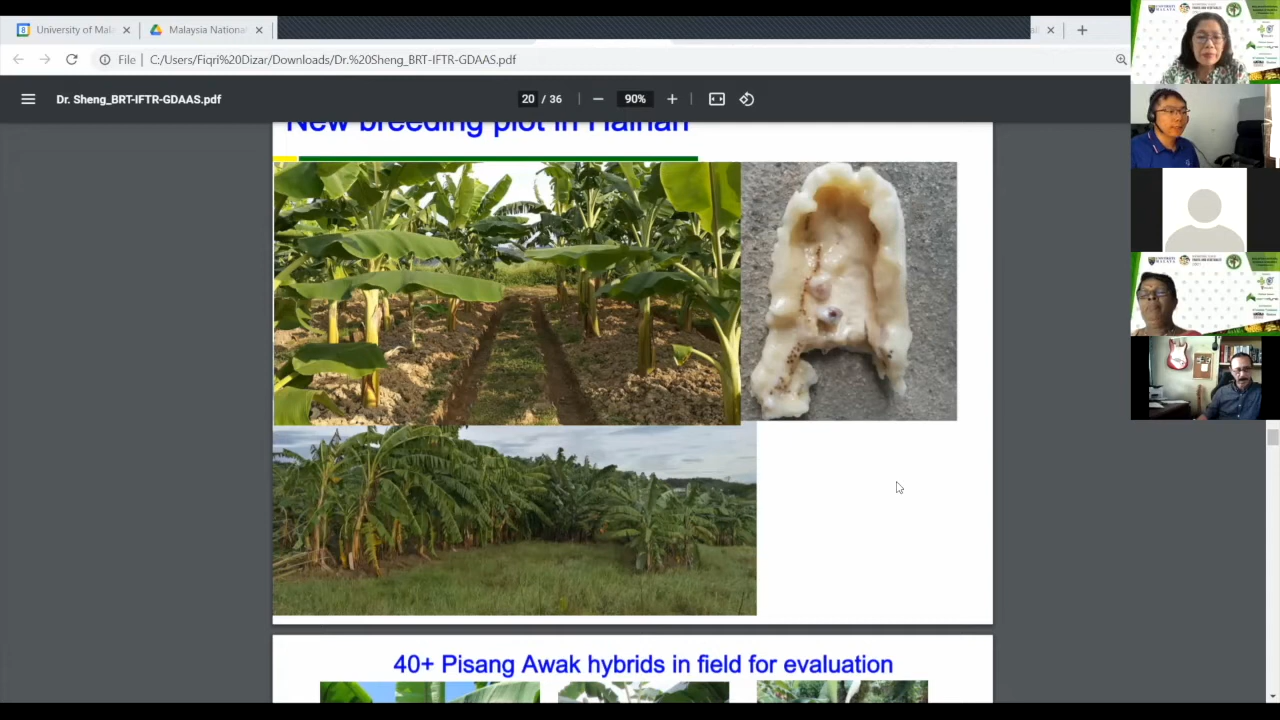 University of Mal
Malaysia National
File
C:/Users/Fiqri%20Dizar/Downloads/Dr.%20Sheng_BRT-IFTR-GDAAS.pdf
Dr. Sheng_BRT-IFTR-GDAAS.pdf
20 / 36
90%
New breeding plot in Hainan
40+ Pisang Awak hybrids in field for evaluation